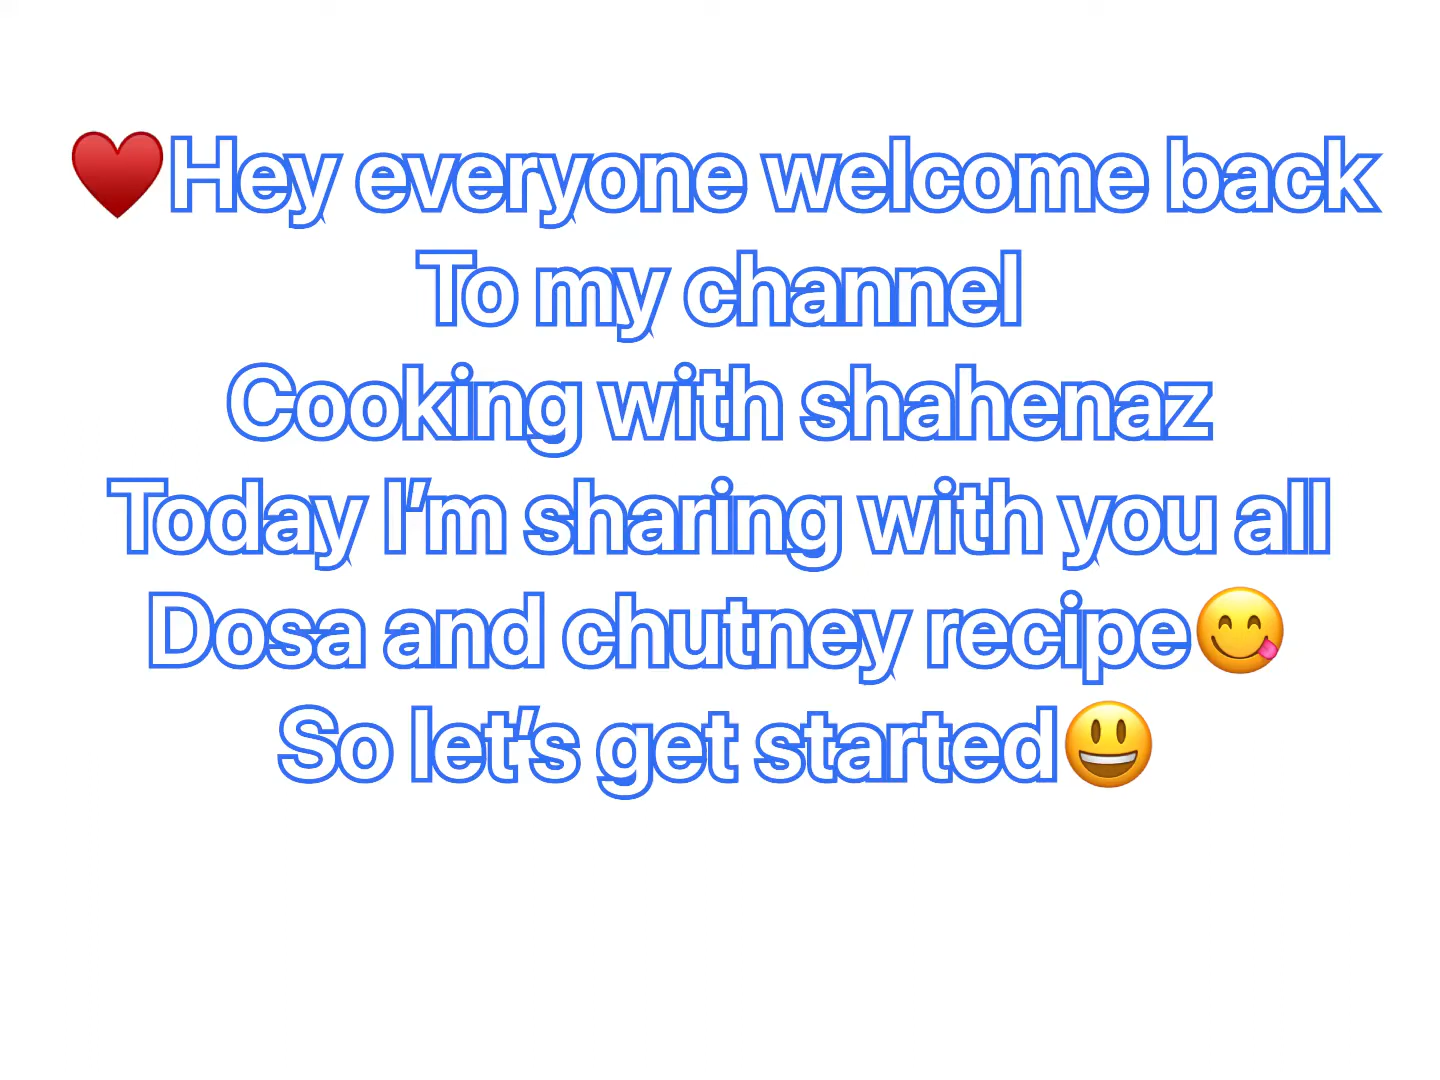 ♥️Hey everyone welcome back
To my channel
Cooking with shahenaz
Today I’m sharing with you all
Dosa and chutney recipe😋
So let’s get started😃